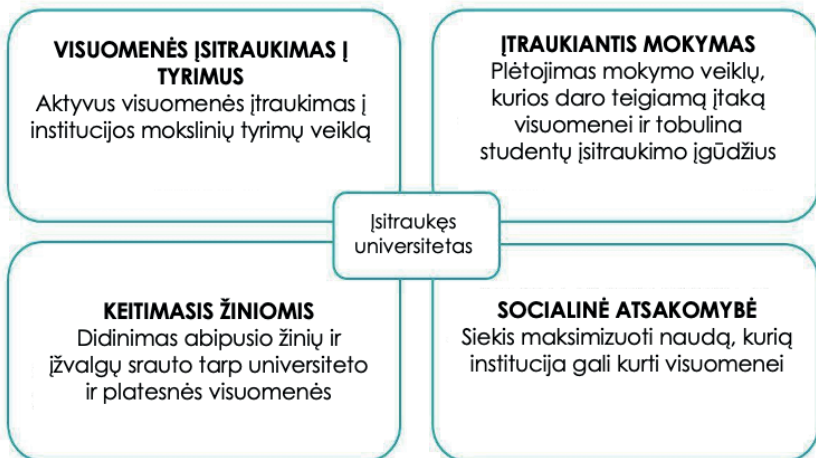 VISUOMENĖS ĮSITRAUKIMAS Į
TYRIMUS
Aktyvus visuomenės įtraukimas į
institucijos mokslinių tyrimų veiklą
ĮTRAUKIANTIS MOKYMAS
Plėtojimas mokymo veiklų,
kurios daro teigiamą įtaką
visuomenei ir tobulina
studentų įsitraukimo įgūdžius
Įsitraukęs
universitetas
KEITIMASIS ŽINIOMIS
Didinimas abipusio žinių ir
įžvalgų srauto tarp universiteto
ir platesnės visuomenės
SOCIALINĖ ATSAKOMYBĖ
Siekis maksimizuoti naudą, kurią
institucija gali kurti visuomenei